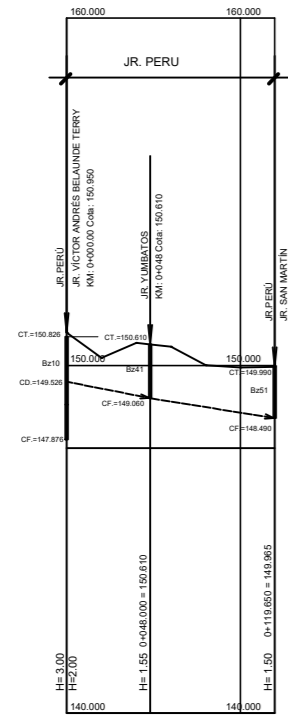 160.000
160.000
JR. PERU
JR.PERÚ
JR. VÍCTOR ANDRÉS BELAUNDE TERRY
KM: 0+000.00 Cota: 150.950
JR. YUMBATOS
KM: 0+048 Cota: 150.610
JR.PERÚ
JR. SAN MARTÍN
CT.=150.826
CT.=150.610
150.000
150.000
Bz10
Bz41
CT.=149.990
CD.=149.526
Bz51
CF.=149.060
CF.=148.490
CF.=147.876
H= 3.00
H=2.00
H= 1.55 0+048.000 = 150.610
H= 1.50 0+119.650 = 149.965
140.000
140.000